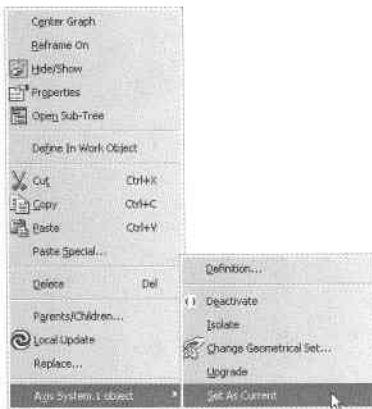 Center Graph
Reframe On
Hide/Show
Properties
Open Sub-Tree
Define In Work Object
Cut Ctrl+X
Copy Ctrl+C
Paste Ctrl+V
Paste Special...
Delete Del
Parents/Children...
Local Update
Replace...
Axis System.1 object
Definition...
Deactivate
Isolate
Change Geometrical Set...
Upgrade
Set As Current